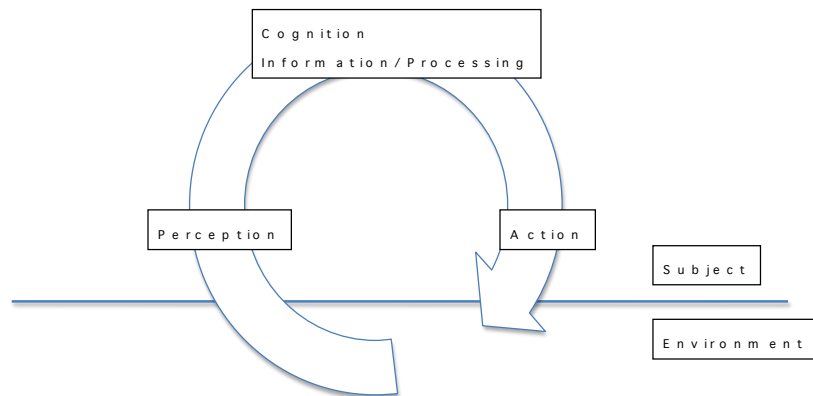 Cognition
Information/Processing
Perception
Action
Subject
Environment